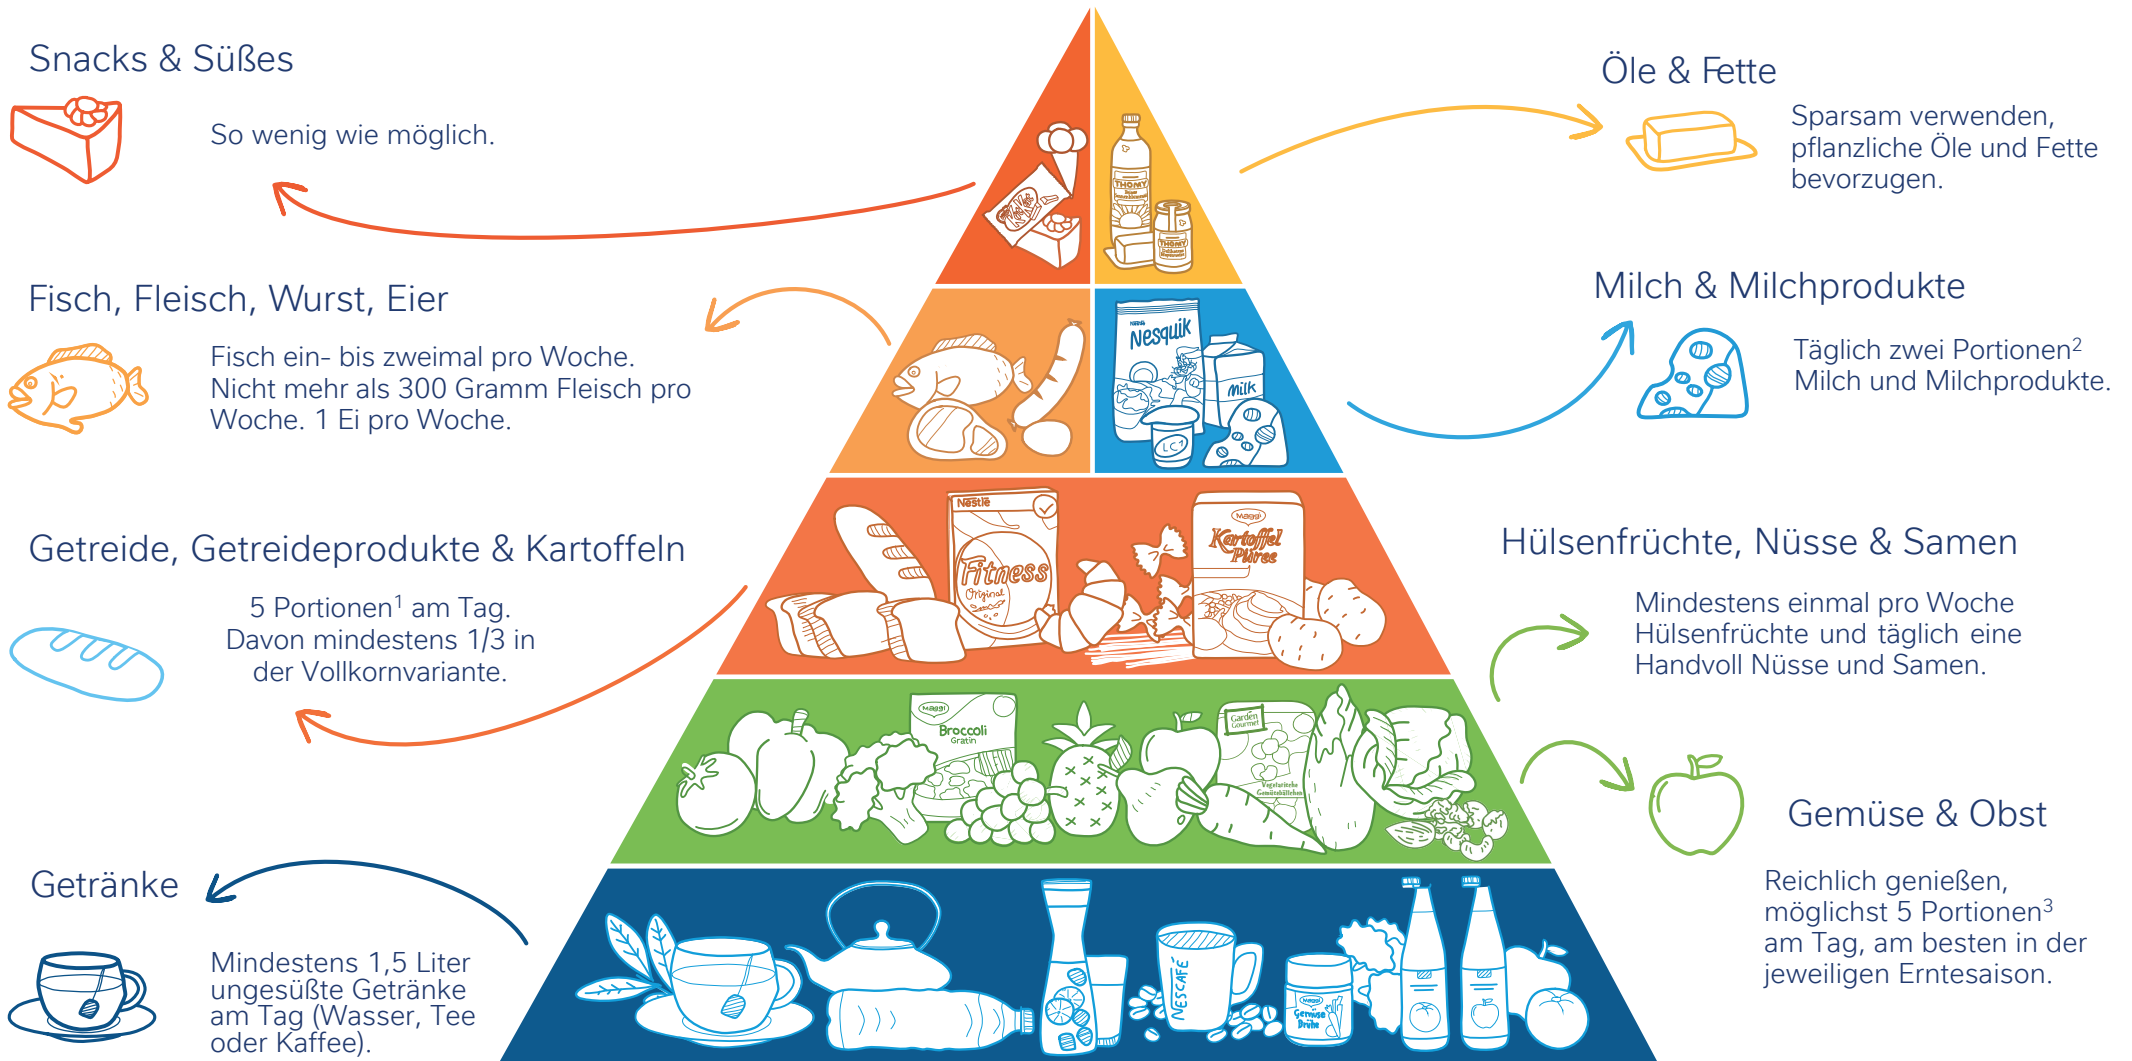 Snacks & Süßes
So wenig wie möglich.
Öle & Fette
Sparsam verwenden,
pflanzliche Öle und Fette
bevorzugen.
Fisch, Fleisch, Wurst, Eier
Fisch ein- bis zweimal pro Woche.
Nicht mehr als 300 Gramm Fleisch pro
Woche. 1 Ei pro Woche.
Milch & Milchprodukte
Täglich zwei Portionen²
Milch und Milchprodukte.
Getreide, Getreideprodukte & Kartoffeln
5 Portionen¹ am Tag.
Davon mindestens 1/3 in
der Vollkornvariante.
Hülsenfrüchte, Nüsse & Samen
Mindestens einmal pro Woche
Hülsenfrüchte und täglich eine
Handvoll Nüsse und Samen.
Gemüse & Obst
Reichlich genießen,
möglichst 5 Portionen³
am Tag, am besten in der
jeweiligen Erntesaison.
Getränke
Mindestens 1,5 Liter
ungesüßte Getränke
am Tag (Wasser, Tee
oder Kaffee).
KitKat
THOMY
THOMY
Nestlé
Nesquik
Milk
LC1
Nestlé
Fitness
Original
Maggi
Kartoffel
Püree
Maggi
Broccoli
Gratin
Garden
Gourmet
Vegetarische
Gemüsebällchen
NESCAFÉ
Maggi
Gemüse
Brühe